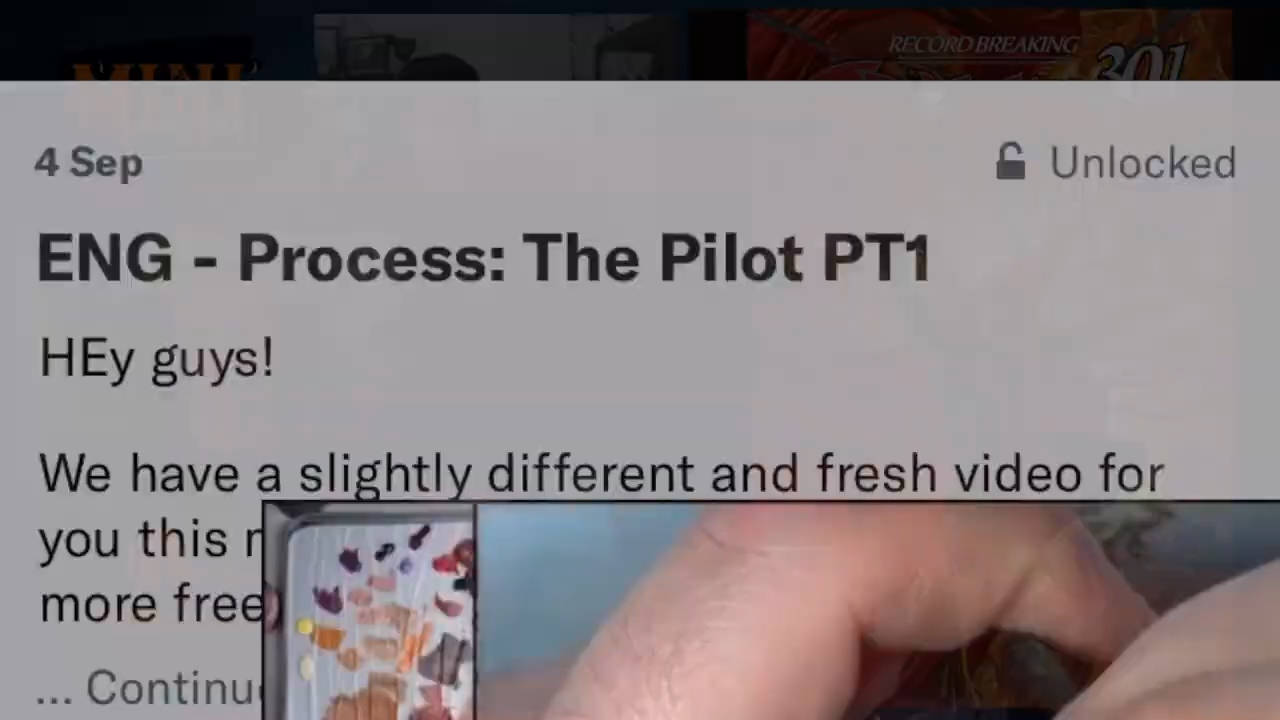 RECORD BREAKING
301
4 Sep
Unlocked
ENG - Process: The Pilot PT1
HEy guys!
We have a slightly different and fresh video for
you this
more free
... Continu